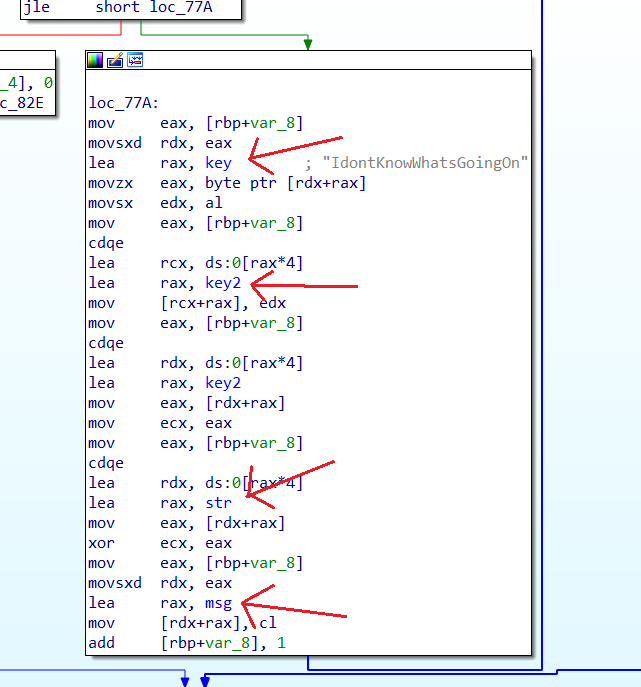 jle short loc_77A
_4], 0
c_82E
loc_77A:
mov eax, [rbp+var_8]
movsxd rdx, eax
lea rax, key ; "IdontKnowWhatsGoingOn"
movzx eax, byte ptr [rdx+rax]
movsx edx, al
mov eax, [rbp+var_8]
cdqe
lea rcx, ds:0[rax*4]
lea rax, key2
mov [rcx+rax], edx
mov eax, [rbp+var_8]
cdqe
lea rdx, ds:0[rax*4]
lea rax, key2
mov eax, [rdx+rax]
mov ecx, eax
mov eax, [rbp+var_8]
cdqe
lea rdx, ds:0[rax*4]
lea rax, str
mov eax, [rdx+rax]
xor ecx, eax
mov eax, [rbp+var_8]
movsxd rdx, eax
lea rax, msg
mov [rdx+rax], cl
add [rbp+var_8], 1